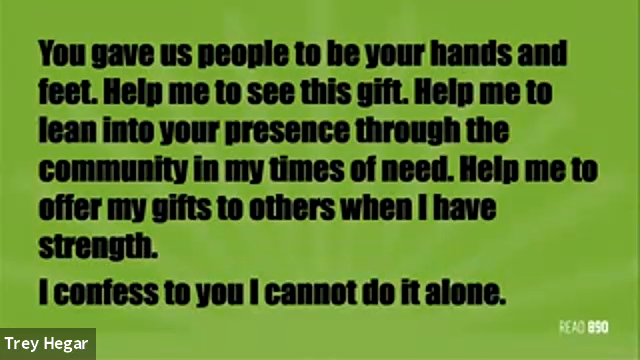 You gave us people to be your hands and
feet. Help me to see this gift. Help me to
lean into your presence through the
community in my times of need. Help me to
offer my gifts to others when I have
strength.
I confess to you I cannot do it alone.
READ 890
Trey Hegar